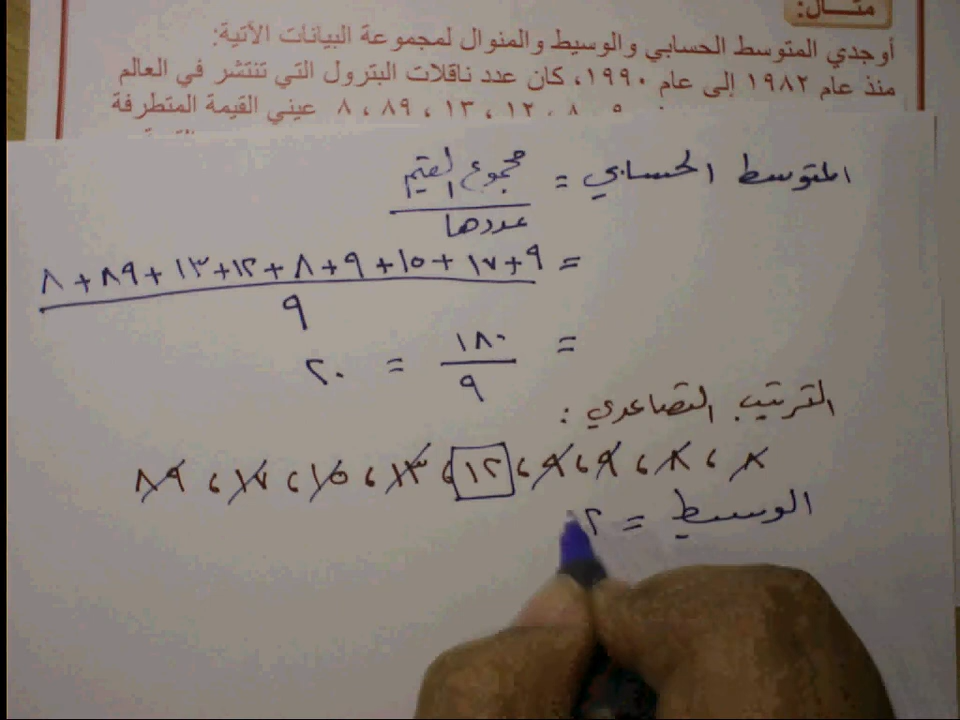 مثال:
أوجدي المتوسط الحسابي والوسيط والمنوال لمجموعة البيانات الآتية:
منذ عام ١٩٨٢ إلى عام ١٩٩٠، كان عدد ناقلات البترول التي تنتشر في العالم
٨ ، ١٢ ، ١٣ ، ٨٩ ، ٨ عيني القيمة المتطرفة
المتوسط الحسابي = مجموع القيم
عددها
= ٨ + ٨٩ + ١٣ + ١٢ + ٨ + ٩ + ١٥ + ١٧ + ٩
٩
= ١٨٠ = ٢٠
٩
الترتيب التصاعدي :
٨ ، ٨ ، ٩ ، ٩ ، ١٢ ، ١٣ ، ١٥ ، ١٧ ، ٨٩
الوسيط = ٢